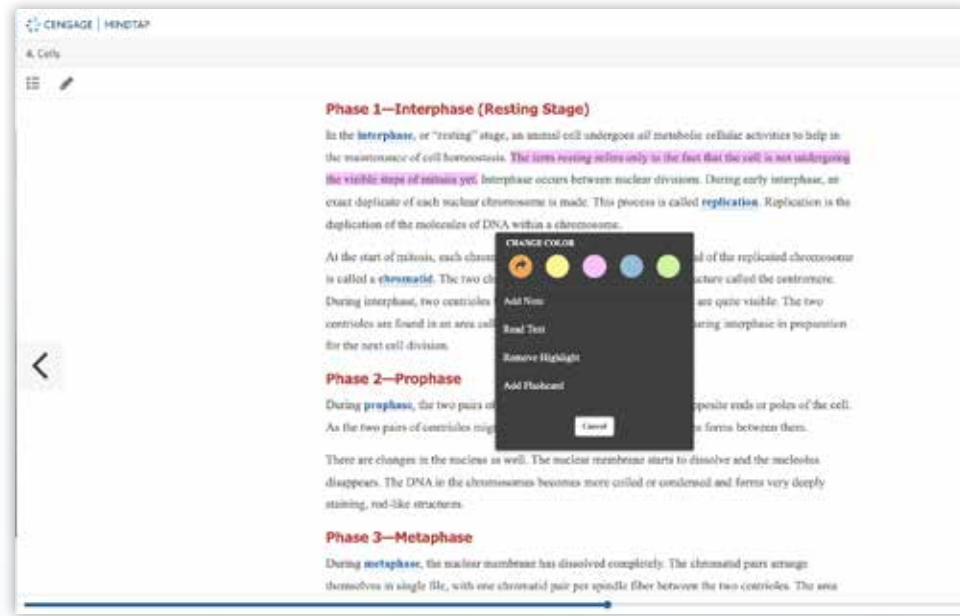 CENGAGE | MINDTAP
4. Cells
Phase 1—Interphase (Resting Stage)
In the interphase, or "resting" stage, an animal cell undergoes all metabolic cellular activities to help in
the maintenance of cell homeostasis. The term resting refers only to the fact that the cell is not undergoing
the visible steps of mitosis yet. Interphase occurs between nuclear divisions. During early interphase, an
exact duplicate of each nuclear chromosome is made. This process is called replication. Replication is the
duplication of the molecules of DNA within a chromosome.
At the start of mitosis, each chrom
is called a chromatid. The two ch
During interphase, two centrioles
centrioles are found in an area call
for the next cell division.
of the replicated chromosome
called the centromere.
are quite visible. The two
during interphase in preparation
CHANGE COLOR
Add Note
Read Text
Remove Highlight
Add Flashcard
Cancel
Phase 2—Prophase
During prophase, the two pairs of
As the two pairs of centrioles mig
opposite ends or poles of the cell.
forms between them.
There are changes in the nucleus as well. The nuclear membrane starts to dissolve and the nucleolus
disappears. The DNA in the chromosomes becomes more coiled or condensed and forms very deeply
staining, rod-like structures.
Phase 3—Metaphase
During metaphase, the nuclear membrane has dissolved completely. The chromatid pairs arrange
themselves in single file, with one chromatid pair per spindle fiber between the two centrioles. The area